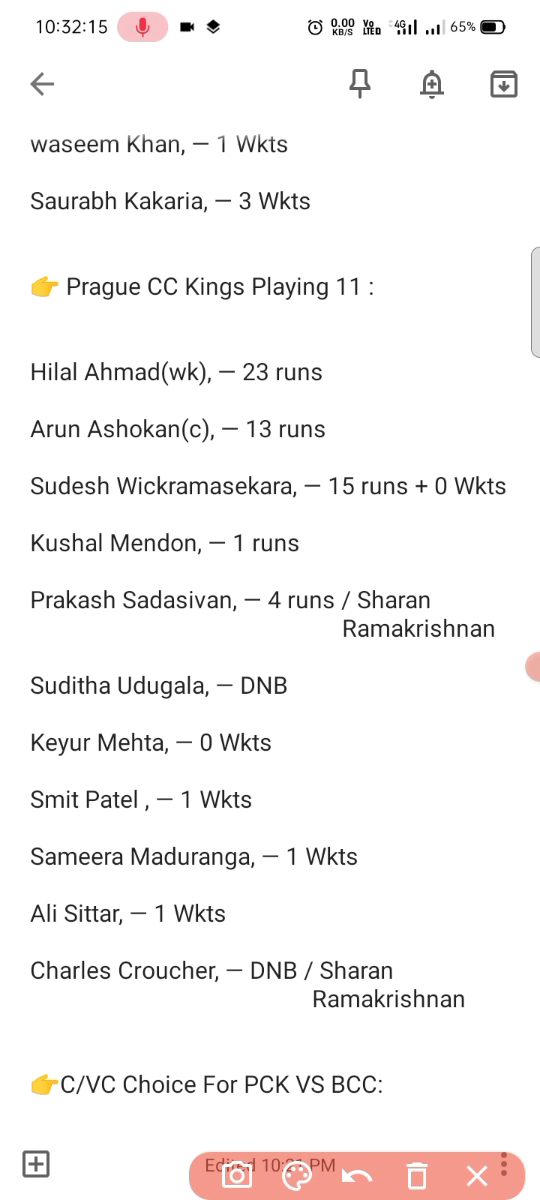 10:32:15 0.00 KB/S Vo LTED 4G 65%
waseem Khan, — 1 Wkts
Saurabh Kakaria, — 3 Wkts
👉 Prague CC Kings Playing 11 :
Hilal Ahmad(wk), — 23 runs
Arun Ashokan(c), — 13 runs
Sudesh Wickramasekara, — 15 runs + 0 Wkts
Kushal Mendon, — 1 runs
Prakash Sadasivan, — 4 runs / Sharan
Ramakrishnan
Suditha Udugala, — DNB
Keyur Mehta, — 0 Wkts
Smit Patel , — 1 Wkts
Sameera Maduranga, — 1 Wkts
Ali Sittar, — 1 Wkts
Charles Croucher, — DNB / Sharan
Ramakrishnan
👉C/VC Choice For PCK VS BCC:
PM